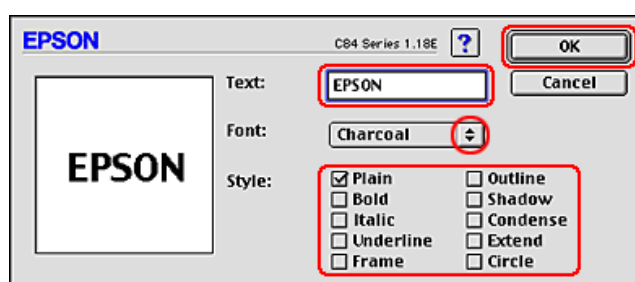 EPSON C84 Series 1.18E ? OK
Text: EPSON Cancel
Font: Charcoal
EPSON
Style: Plain Outline
Bold Shadow
Italic Condense
Underline Extend
Frame Circle